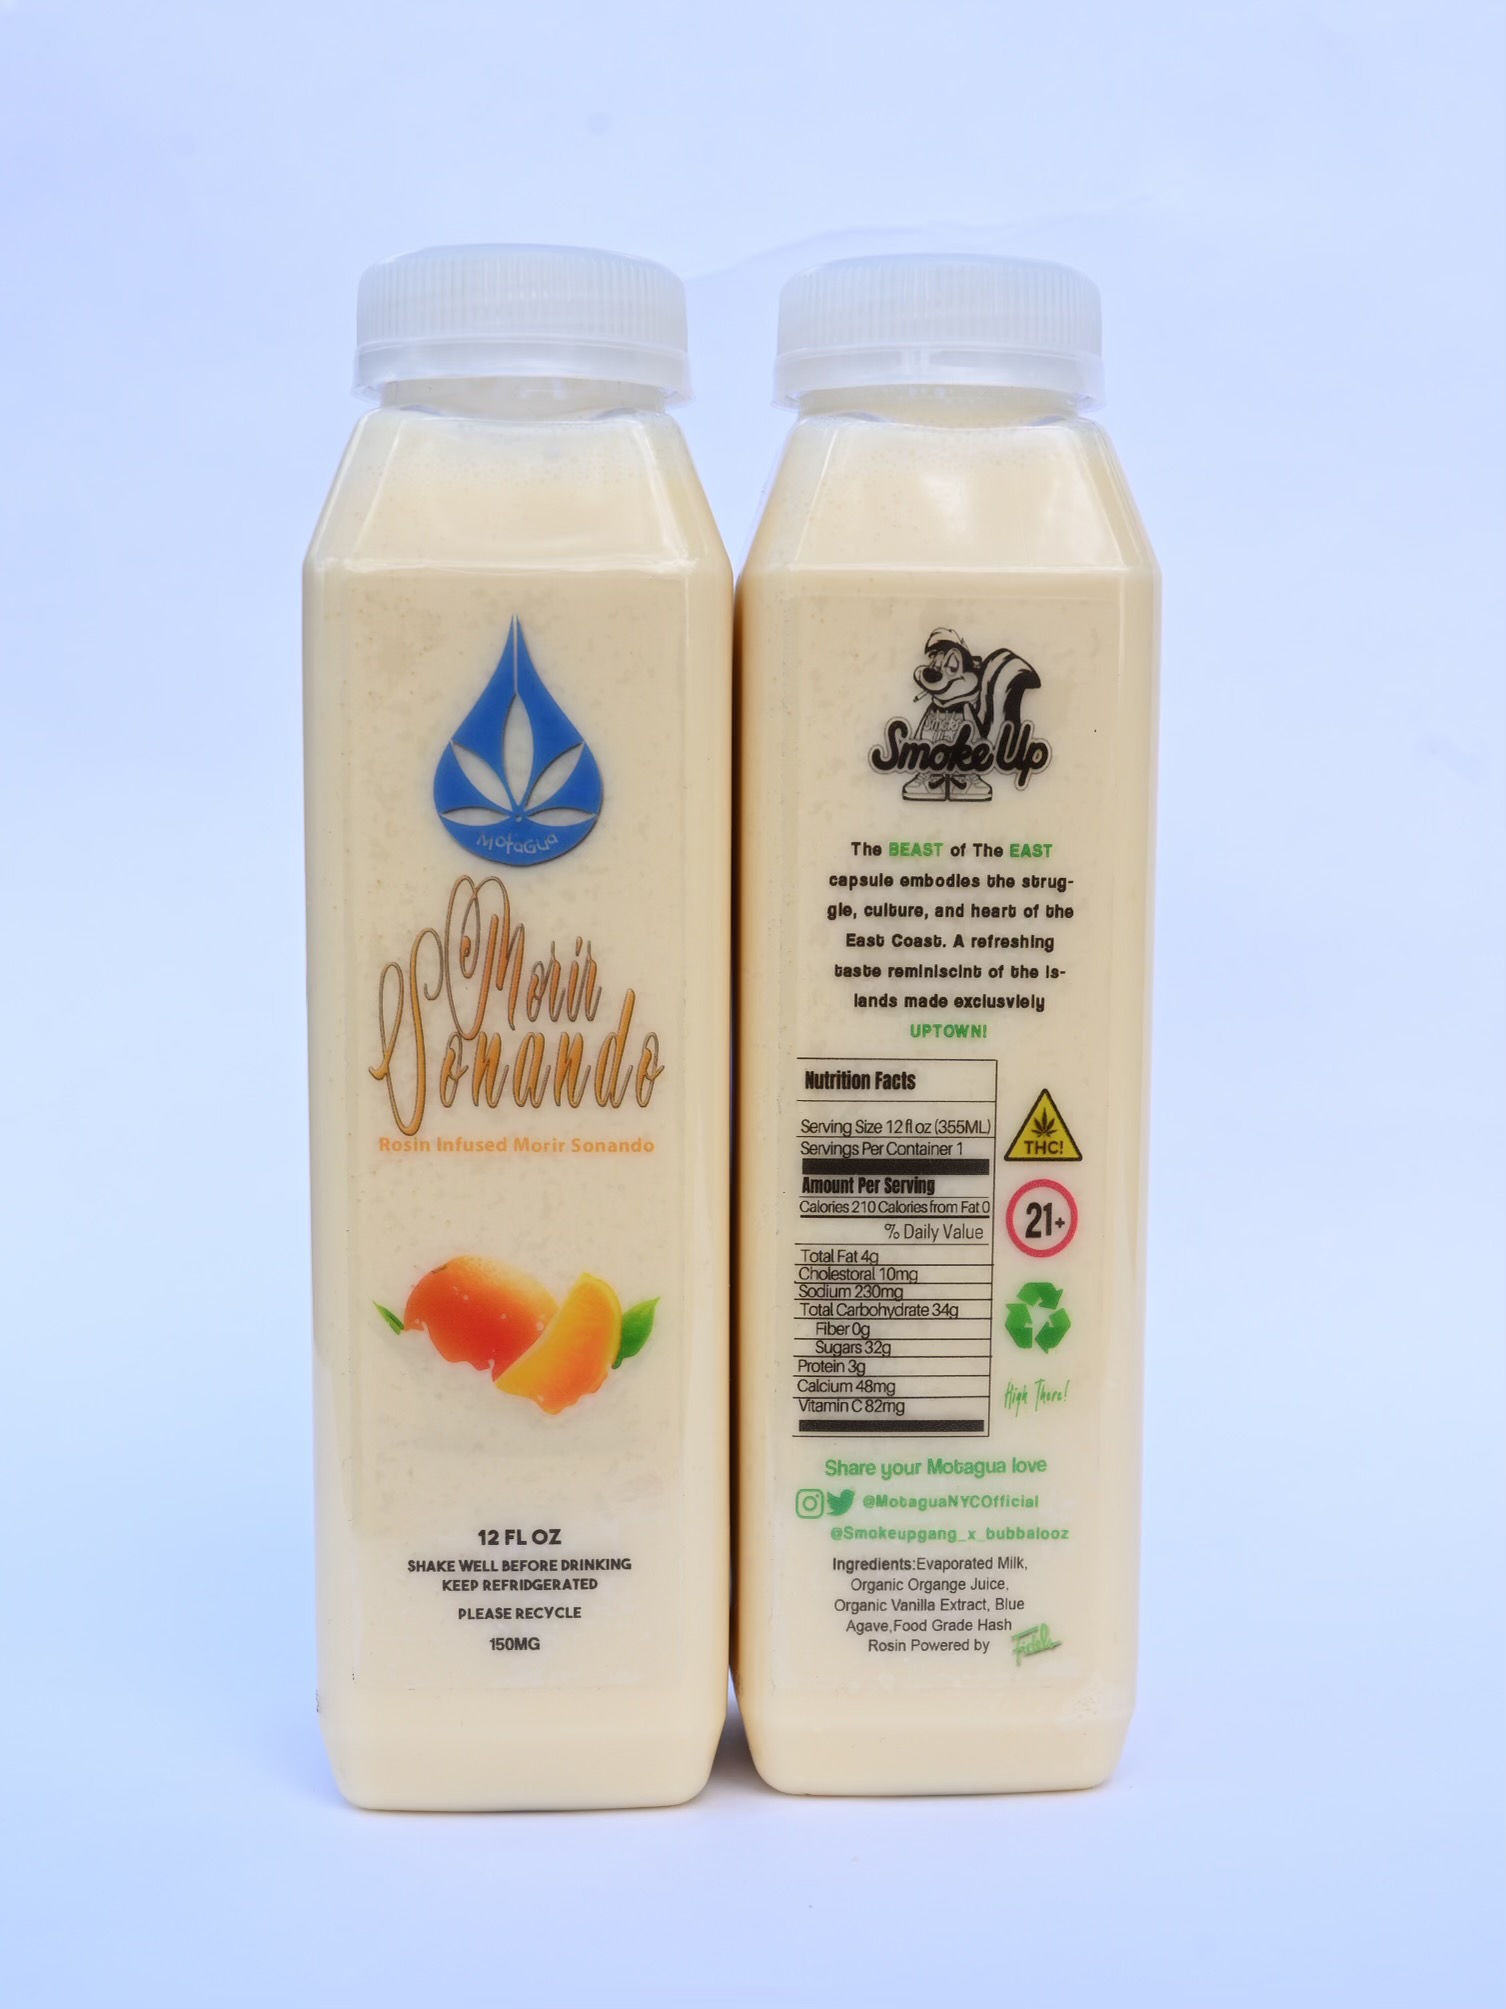 MotaGua
Morir
Sonando
Rosin Infused Morir Sonando
12 FL OZ
SHAKE WELL BEFORE DRINKING
KEEP REFRIDGERATED
PLEASE RECYCLE
150MG
Smoke Up
The BEAST of The EAST
capsule embodies the strug-
gle, culture, and heart of the
East Coast. A refreshing
taste reminiscint of the is-
lands made exclusviely
UPTOWN!
Nutrition Facts
Serving Size 12 fl oz (355ML)
Servings Per Container 1
Amount Per Serving
Calories 210 Calories from Fat 0
% Daily Value
Total Fat 4g
Cholestoral 10mg
Sodium 230mg
Total Carbohydrate 34g
Fiber 0g
Sugars 32g
Protein 3g
Calcium 48mg
Vitamin C 82mg
THC!
21+
High There!
Share your Motagua love
@MotaguaNYCOfficial
@Smokeupgang_x_bubbalooz
Ingredients:Evaporated Milk,
Organic Organge Juice,
Organic Vanilla Extract, Blue
Agave,Food Grade Hash
Rosin Powered by Fidels